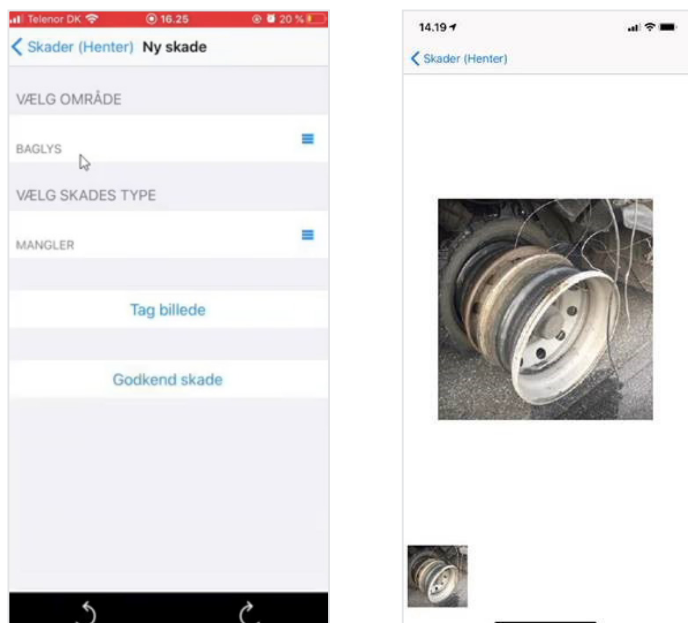 Telenor DK 16.25 20 %
Skader (Henter) Ny skade
VÆLG OMRÅDE
BAGLYS
VÆLG SKADES TYPE
MANGLER
Tag billede
Godkend skade
14.19
Skader (Henter)